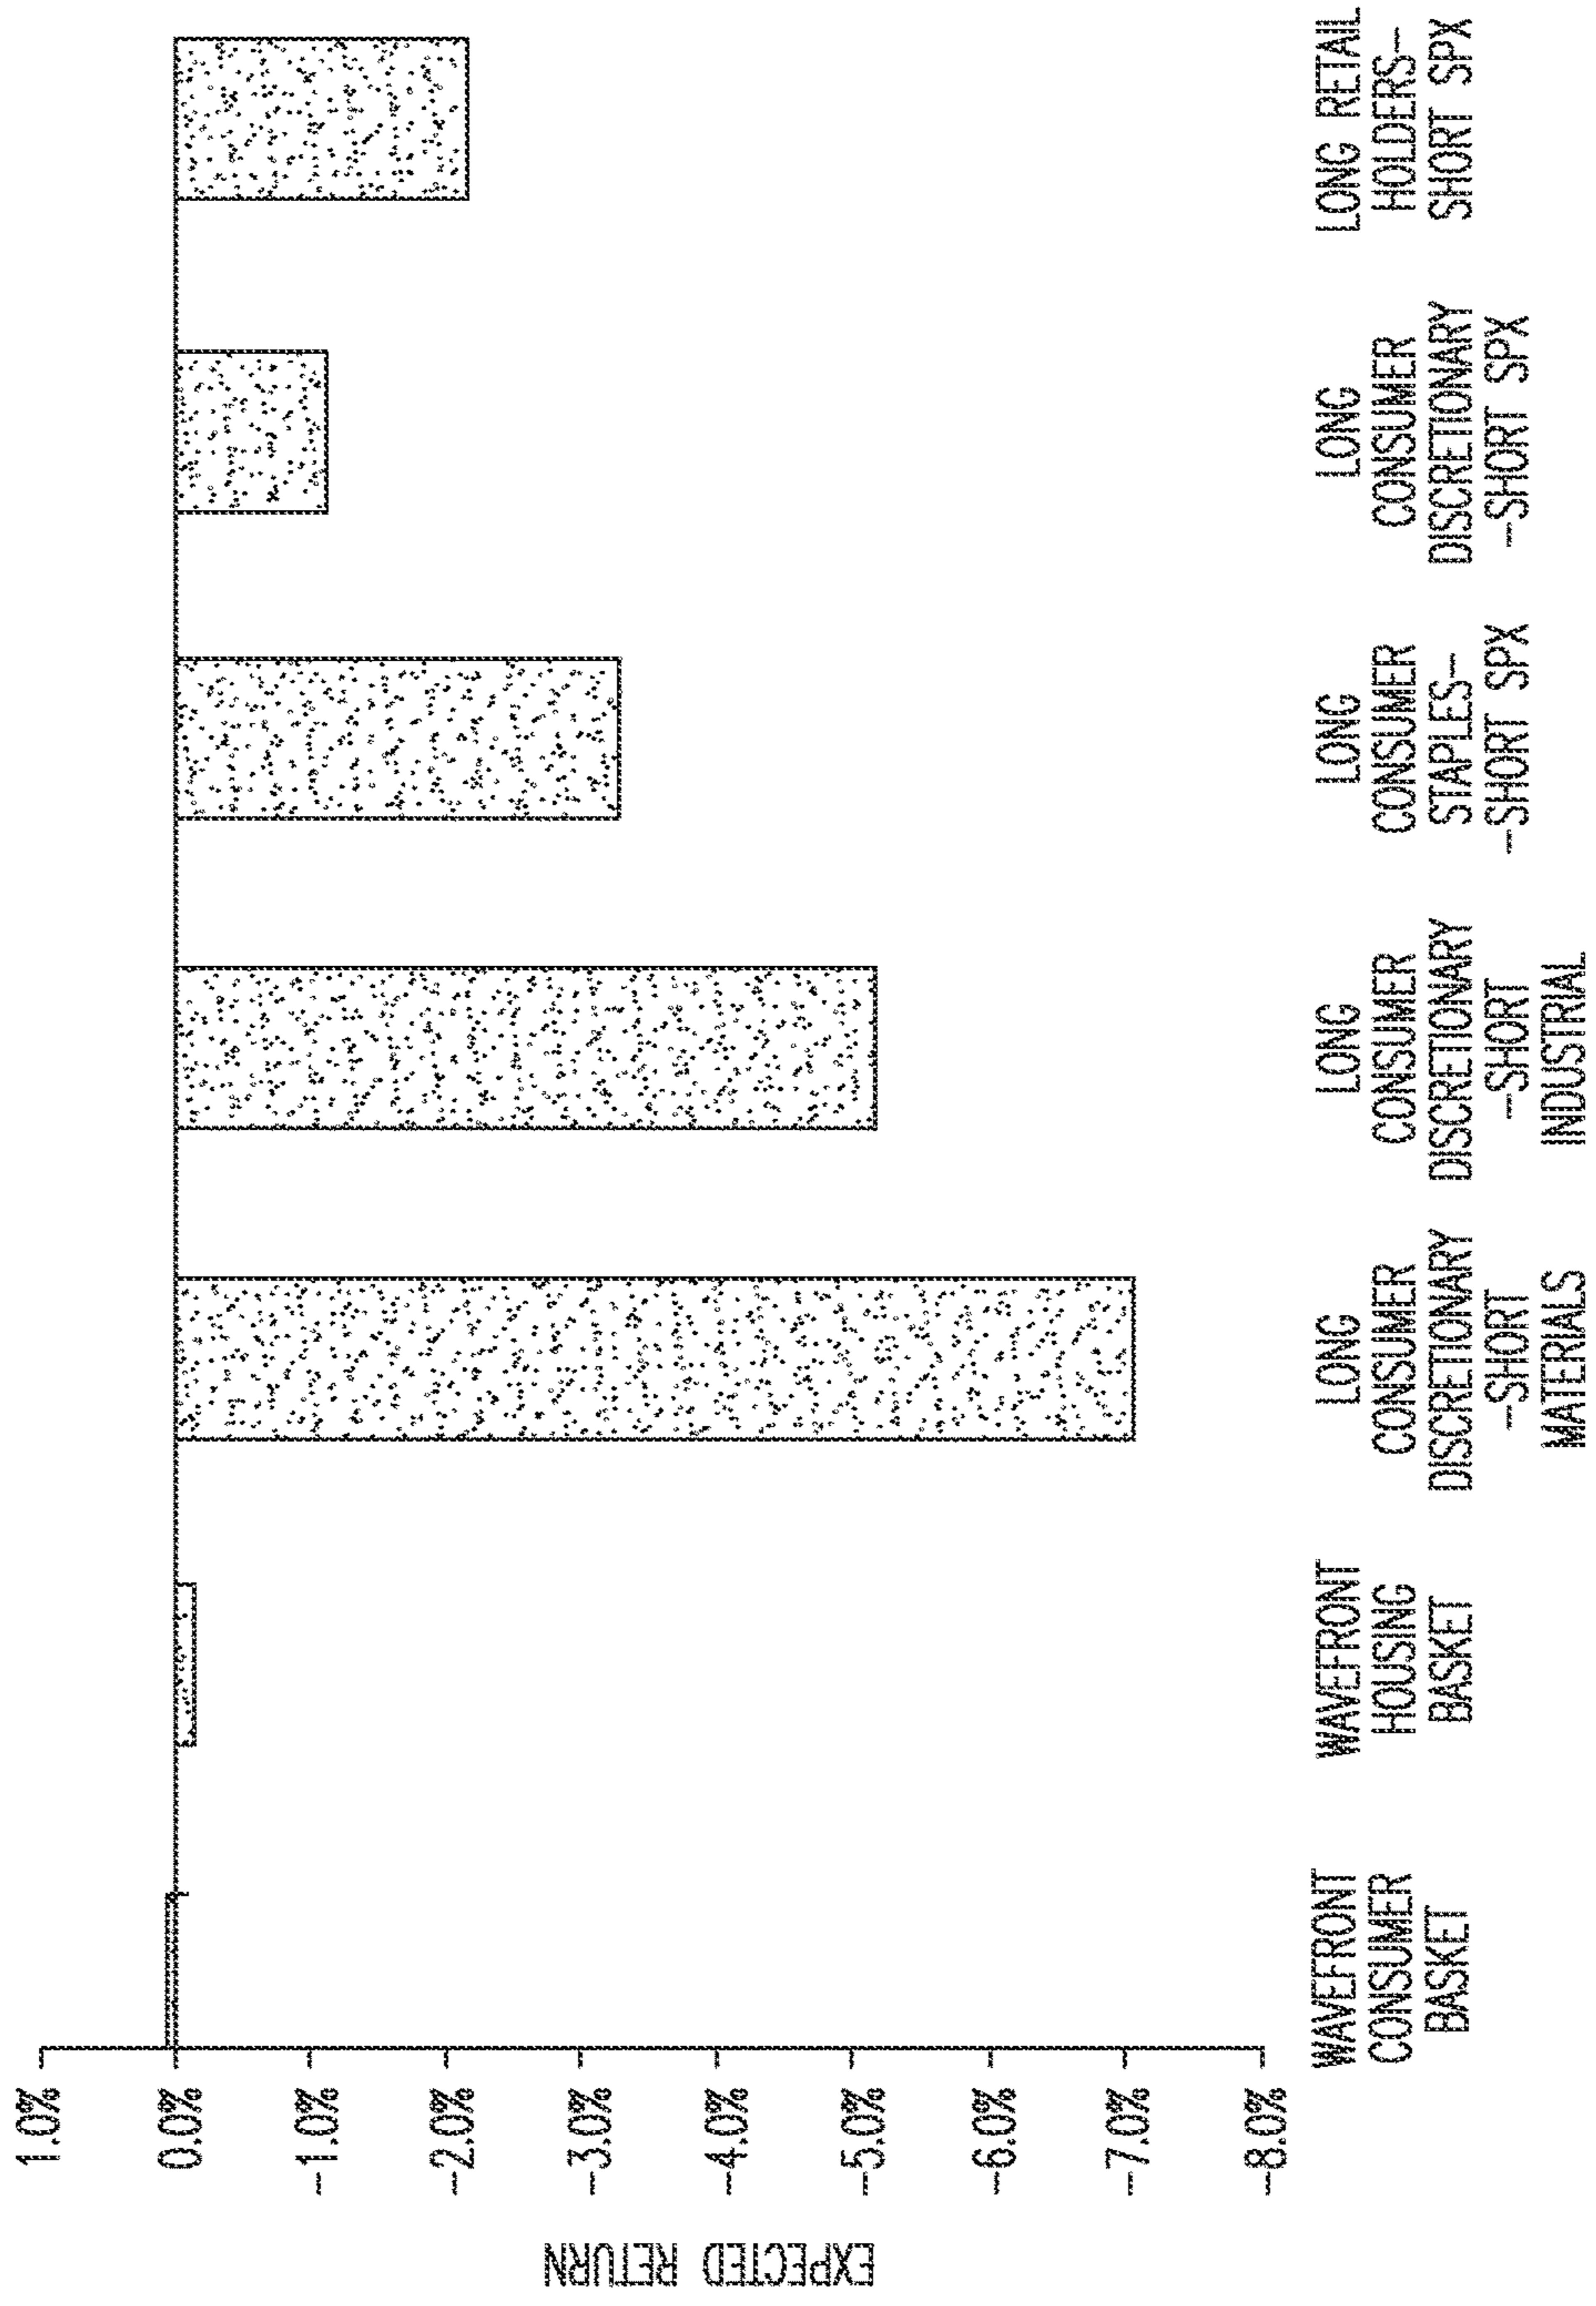 1.0%
0.0%
-1.0%
-2.0%
-3.0%
-4.0%
-5.0%
-6.0%
-7.0%
-8.0%
EXPECTED RETURN
WAVEFRONT
CONSUMER
BASKET
WAVEFRONT
HOUSING
BASKET
LONG
CONSUMER
DISCRETIONARY
-SHORT
MATERIALS
LONG
CONSUMER
DISCRETIONARY
-SHORT
INDUSTRIAL
LONG
CONSUMER
STAPLES-
-SHORT SPX
LONG
CONSUMER
DISCRETIONARY
-SHORT SPX
LONG RETAIL
HOLDERS-
SHORT SPX